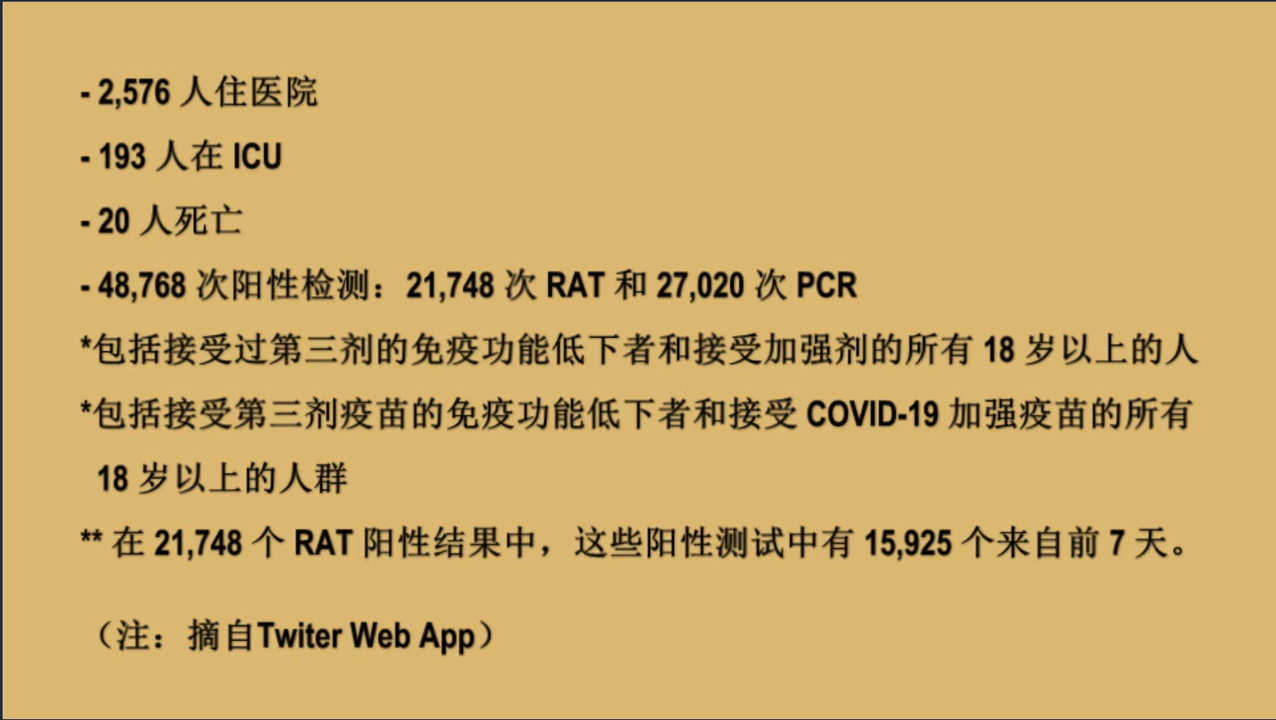 - 2,576 人住医院
- 193 人在 ICU
- 20 人死亡
- 48,768 次阳性检测：21,748 次 RAT 和 27,020 次 PCR
*包括接受过第三剂的免疫功能低下者和接受加强剂的所有 18 岁以上的人
*包括接受第三剂疫苗的免疫功能低下者和接受 COVID-19 加强疫苗的所有
18 岁以上的人群
** 在 21,748 个 RAT 阳性结果中，这些阳性测试中有 15,925 个来自前 7 天。
（注：摘自Twiter Web App）